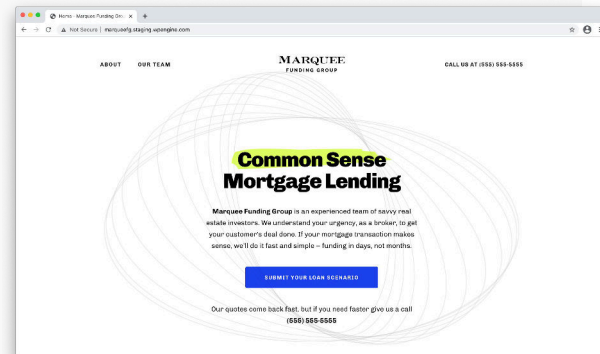 Home - Marquee Funding Gro
Not Secure | marqueefg.staging.wpengine.com
ABOUT OUR TEAM
MARQUEE
FUNDING GROUP
CALL US AT (555) 555-5555
Common Sense
Mortgage Lending
Marquee Funding Group is an experienced team of savvy real
estate investors. We understand your urgency, as a broker, to get
your customer's deal done. If your mortgage transaction makes
sense, we'll do it fast and simple – funding in days, not months.
SUBMIT YOUR LOAN SCENARIO
Our quotes come back fast, but if you need faster give us a call
(555) 555-5555